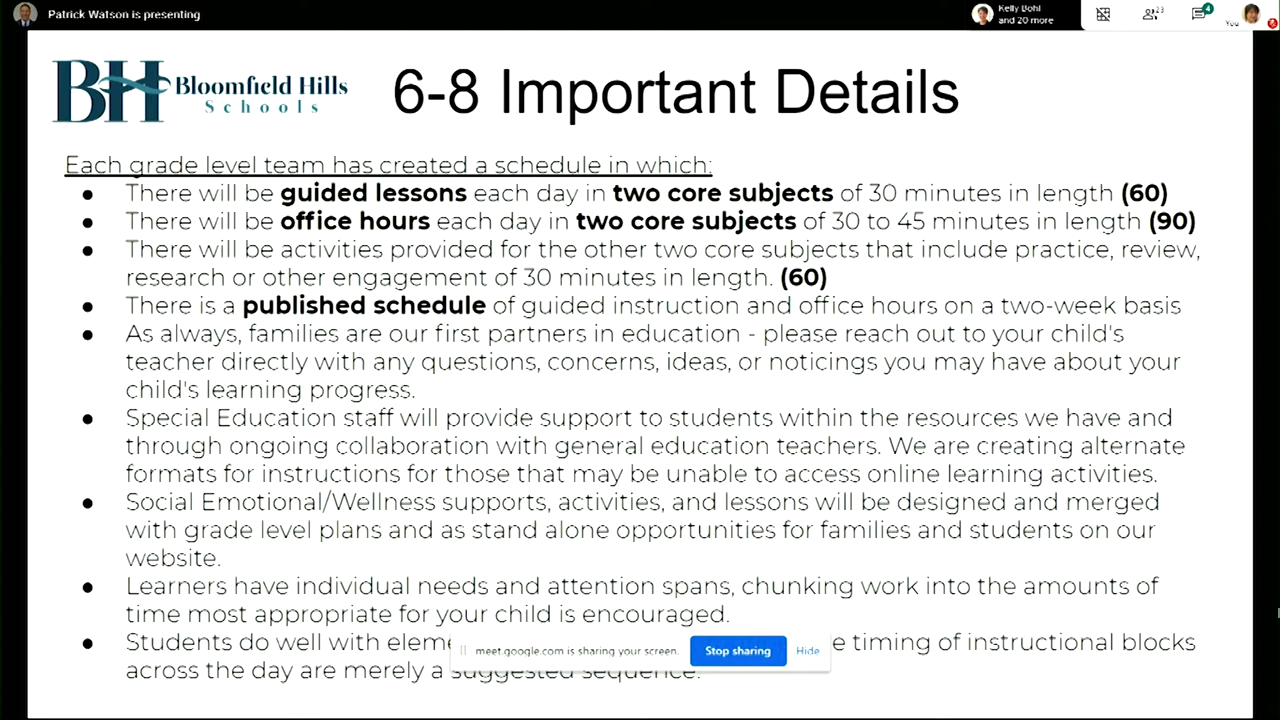 Patrick Watson is presenting
Kelly Bohl
and 20 more
23
4
You
BH Bloomfield Hills
Schools
6-8 Important Details
Each grade level team has created a schedule in which:
● There will be guided lessons each day in two core subjects of 30 minutes in length (60)
● There will be office hours each day in two core subjects of 30 to 45 minutes in length (90)
● There will be activities provided for the other two core subjects that include practice, review,
research or other engagement of 30 minutes in length. (60)
● There is a published schedule of guided instruction and office hours on a two-week basis
● As always, families are our first partners in education - please reach out to your child's
teacher directly with any questions, concerns, ideas, or noticings you may have about your
child's learning progress.
● Special Education staff will provide support to students within the resources we have and
through ongoing collaboration with general education teachers. We are creating alternate
formats for instructions for those that may be unable to access online learning activities.
● Social Emotional/Wellness supports, activities, and lessons will be designed and merged
with grade level plans and as stand alone opportunities for families and students on our
website.
● Learners have individual needs and attention spans, chunking work into the amounts of
time most appropriate for your child is encouraged.
● Students do well with timing of instructional blocks
across the day are merely a suggested sequence.
meet.google.com is sharing your screen.
Stop sharing
Hide